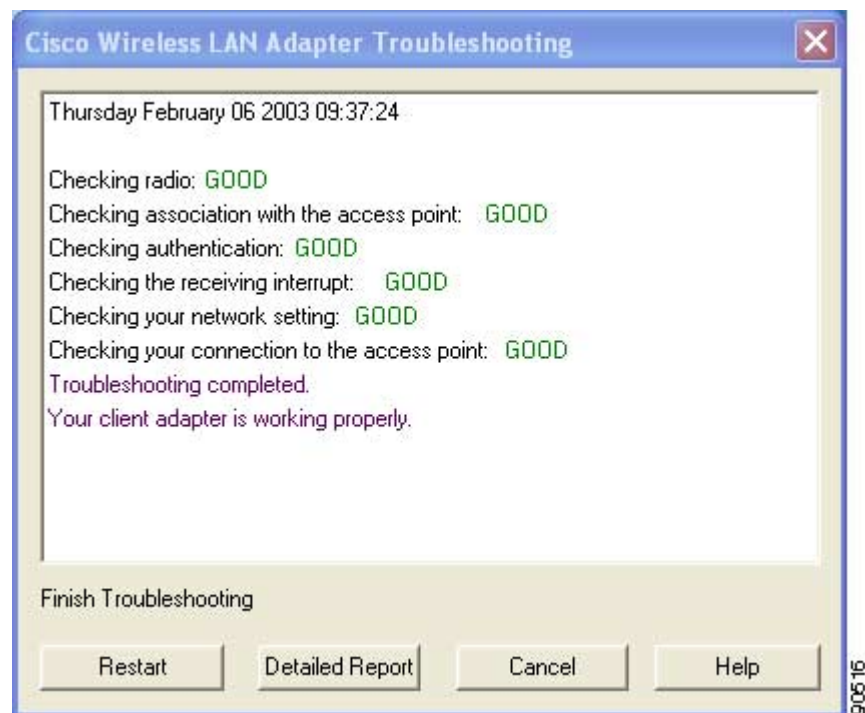 Cisco Wireless LAN Adapter Troubleshooting
Thursday February 06 2003 09:37:24
Checking radio: GOOD
Checking association with the access point: GOOD
Checking authentication: GOOD
Checking the receiving interrupt: GOOD
Checking your network setting: GOOD
Checking your connection to the access point: GOOD
Troubleshooting completed.
Your client adapter is working properly.
Finish Troubleshooting
Restart Detailed Report Cancel Help
90516